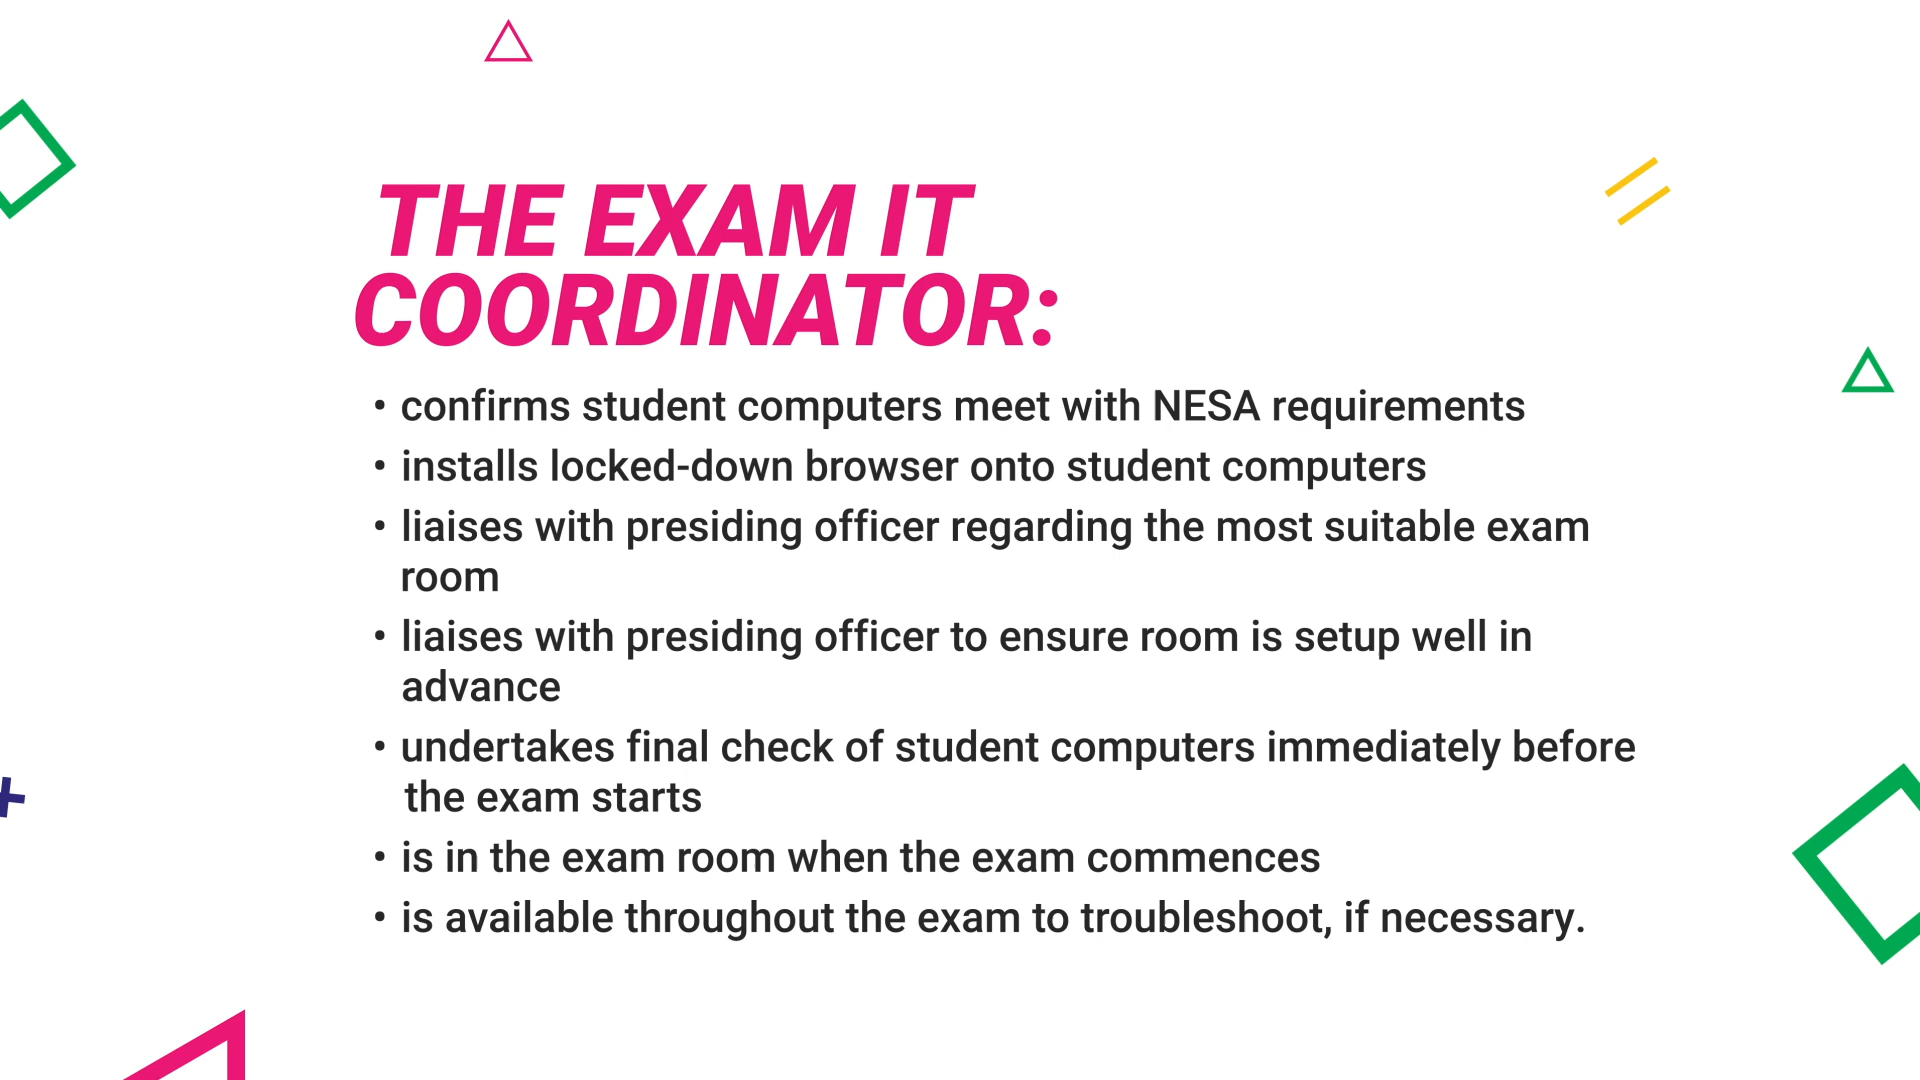 THE EXAM IT
COORDINATOR:
• confirms student computers meet with NESA requirements
• installs locked-down browser onto student computers
• liaises with presiding officer regarding the most suitable exam
room
• liaises with presiding officer to ensure room is setup well in
advance
• undertakes final check of student computers immediately before
the exam starts
• is in the exam room when the exam commences
• is available throughout the exam to troubleshoot, if necessary.